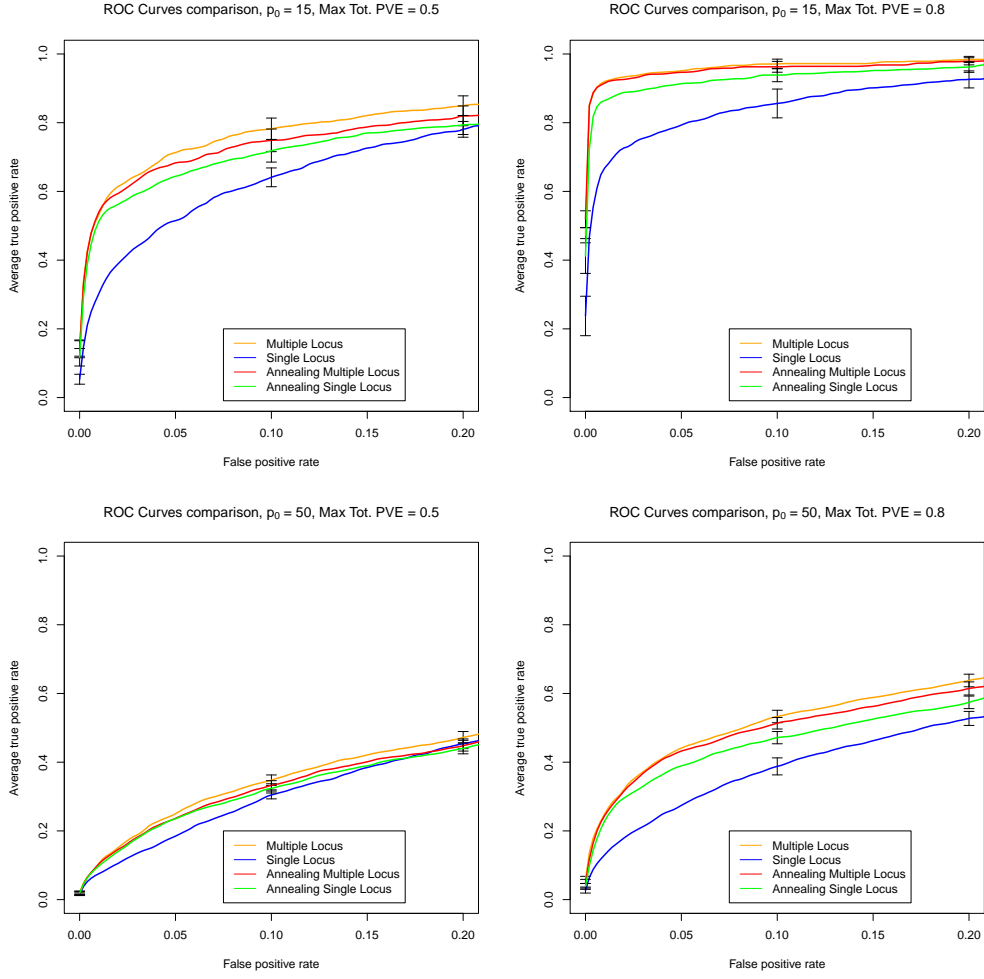 ROC Curves comparison, p₀ = 15, Max Tot. PVE = 0.5
Average true positive rate
1.0
0.8
0.6
0.4
0.2
0.0
Multiple Locus
Single Locus
Annealing Multiple Locus
Annealing Single Locus
0.00 0.05 0.10 0.15 0.20
False positive rate
ROC Curves comparison, p₀ = 15, Max Tot. PVE = 0.8
Average true positive rate
1.0
0.8
0.6
0.4
0.2
0.0
Multiple Locus
Single Locus
Annealing Multiple Locus
Annealing Single Locus
0.00 0.05 0.10 0.15 0.20
False positive rate
ROC Curves comparison, p₀ = 50, Max Tot. PVE = 0.5
Average true positive rate
1.0
0.8
0.6
0.4
0.2
0.0
Multiple Locus
Single Locus
Annealing Multiple Locus
Annealing Single Locus
0.00 0.05 0.10 0.15 0.20
False positive rate
ROC Curves comparison, p₀ = 50, Max Tot. PVE = 0.8
Average true positive rate
1.0
0.8
0.6
0.4
0.2
0.0
Multiple Locus
Single Locus
Annealing Multiple Locus
Annealing Single Locus
0.00 0.05 0.10 0.15 0.20
False positive rate